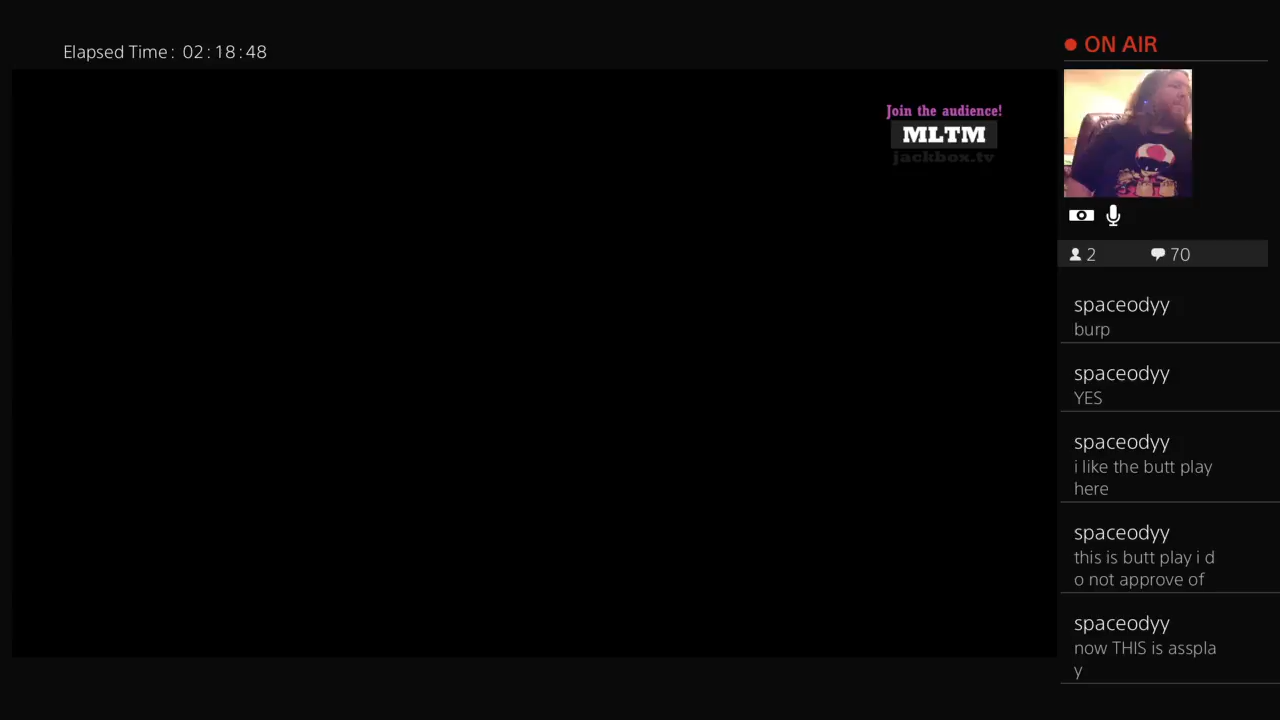 Elapsed Time: 02:18:48
ON AIR
Join the audience!
MLTM
jackbox.tv
2 70
spaceodyy
burp
spaceodyy
YES
spaceodyy
i like the butt play
here
spaceodyy
this is butt play i d
o not approve of
spaceodyy
now THIS is asspla
y